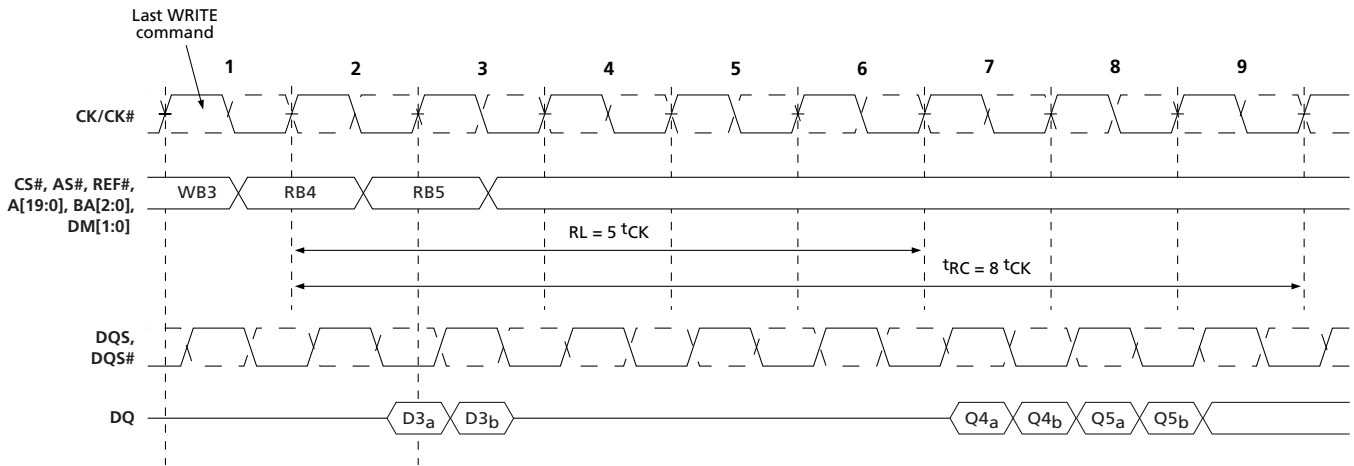 Last WRITE
command
1 2 3 4 5 6 7 8 9
CK/CK#
CS#, AS#, REF#,
A[19:0], BA[2:0],
DM[1:0]
WB3 RB4 RB5
RL = 5 tCK
tRC = 8 tCK
DQS,
DQS#
DQ D3a D3b Q4a Q4b Q5a Q5b